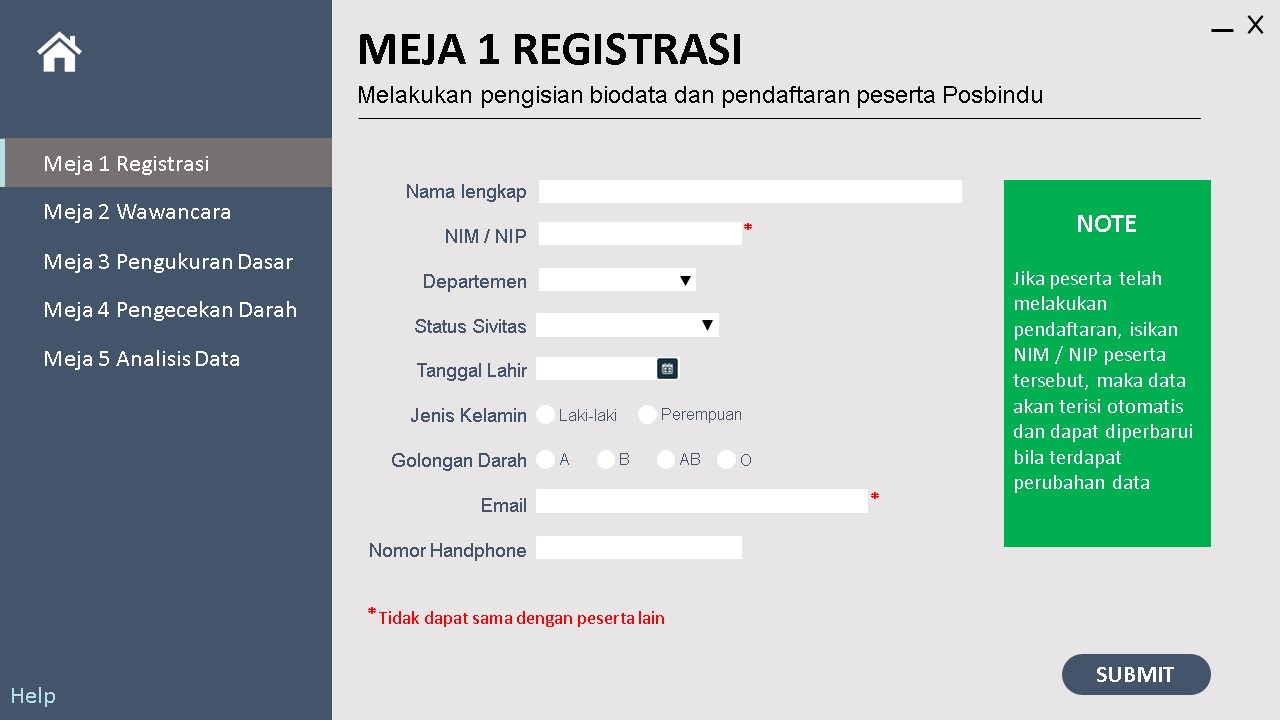 MEJA 1 REGISTRASI
Melakukan pengisian biodata dan pendaftaran peserta Posbindu
Meja 1 Registrasi
Meja 2 Wawancara
Meja 3 Pengukuran Dasar
Meja 4 Pengecekan Darah
Meja 5 Analisis Data
Help
Nama lengkap
NIM / NIP *
Departemen
Status Sivitas
Tanggal Lahir
Jenis Kelamin Laki-laki Perempuan
Golongan Darah A B AB O
Email *
Nomor Handphone
*Tidak dapat sama dengan peserta lain
NOTE
Jika peserta telah
melakukan
pendaftaran, isikan
NIM / NIP peserta
tersebut, maka data
akan terisi otomatis
dan dapat diperbarui
bila terdapat
perubahan data
SUBMIT